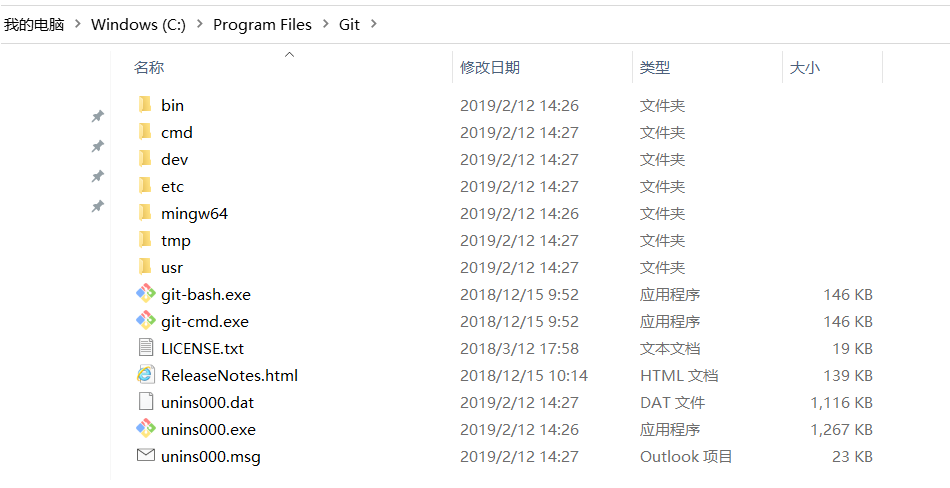 我的电脑 > Windows (C:) > Program Files > Git >
名称 修改日期 类型 大小
bin 2019/2/12 14:26 文件夹
cmd 2019/2/12 14:27 文件夹
dev 2019/2/12 14:27 文件夹
etc 2019/2/12 14:27 文件夹
mingw64 2019/2/12 14:26 文件夹
tmp 2019/2/12 14:27 文件夹
usr 2019/2/12 14:27 文件夹
git-bash.exe 2018/12/15 9:52 应用程序 146 KB
git-cmd.exe 2018/12/15 9:52 应用程序 146 KB
LICENSE.txt 2018/3/12 17:58 文本文档 19 KB
ReleaseNotes.html 2018/12/15 10:14 HTML 文档 139 KB
unins000.dat 2019/2/12 14:27 DAT 文件 1,116 KB
unins000.exe 2019/2/12 14:26 应用程序 1,267 KB
unins000.msg 2019/2/12 14:27 Outlook 项目 23 KB